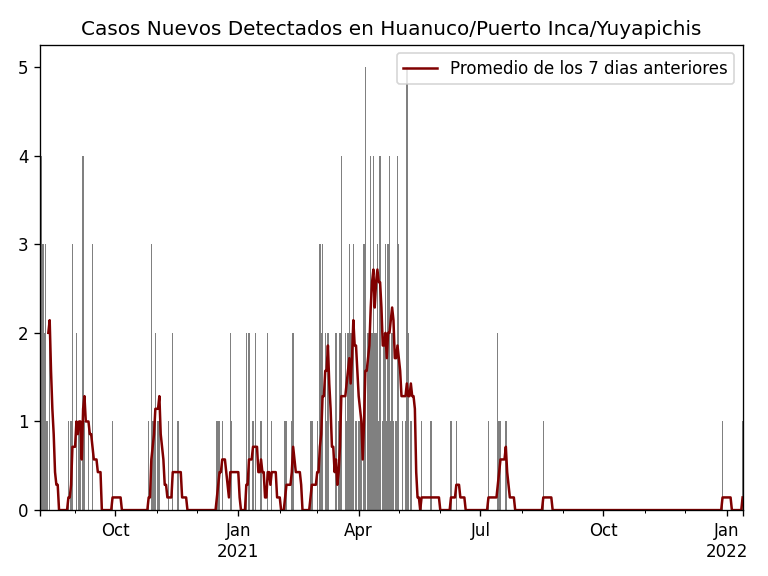 Casos Nuevos Detectados en Huanuco/Puerto Inca/Yuyapichis
Promedio de los 7 dias anteriores
5
4
3
2
1
0
Oct Jan Apr Jul Oct Jan
2021 2022